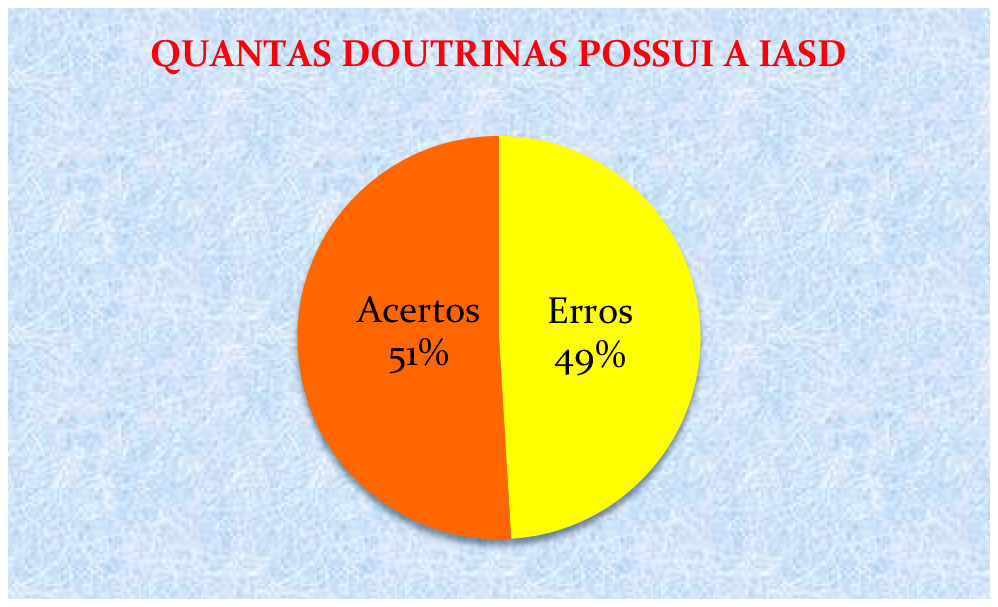 QUANTAS DOUTRINAS POSSUI A IASD
Acertos
51%
Erros
49%